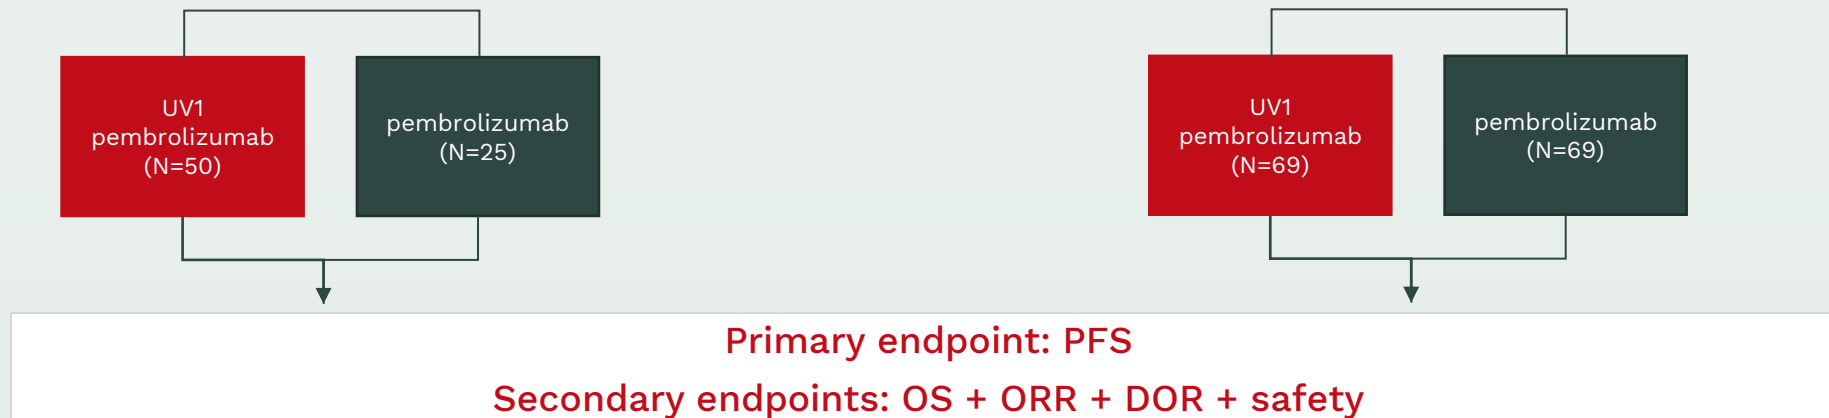 UV1
pembrolizumab
(N=50)
pembrolizumab
(N=25)
UV1
pembrolizumab
(N=69)
pembrolizumab
(N=69)
Primary endpoint: PFS
Secondary endpoints: OS + ORR + DOR + safety